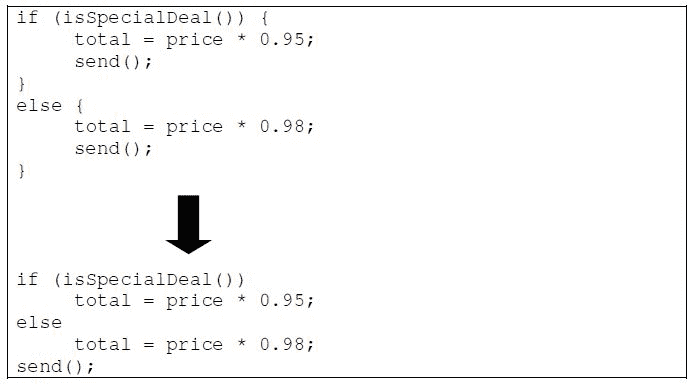 if (isSpecialDeal()) {
     total = price * 0.95;
     send();
}
else {
     total = price * 0.98;
     send();
}
if (isSpecialDeal())
     total = price * 0.95;
else
     total = price * 0.98;
send();